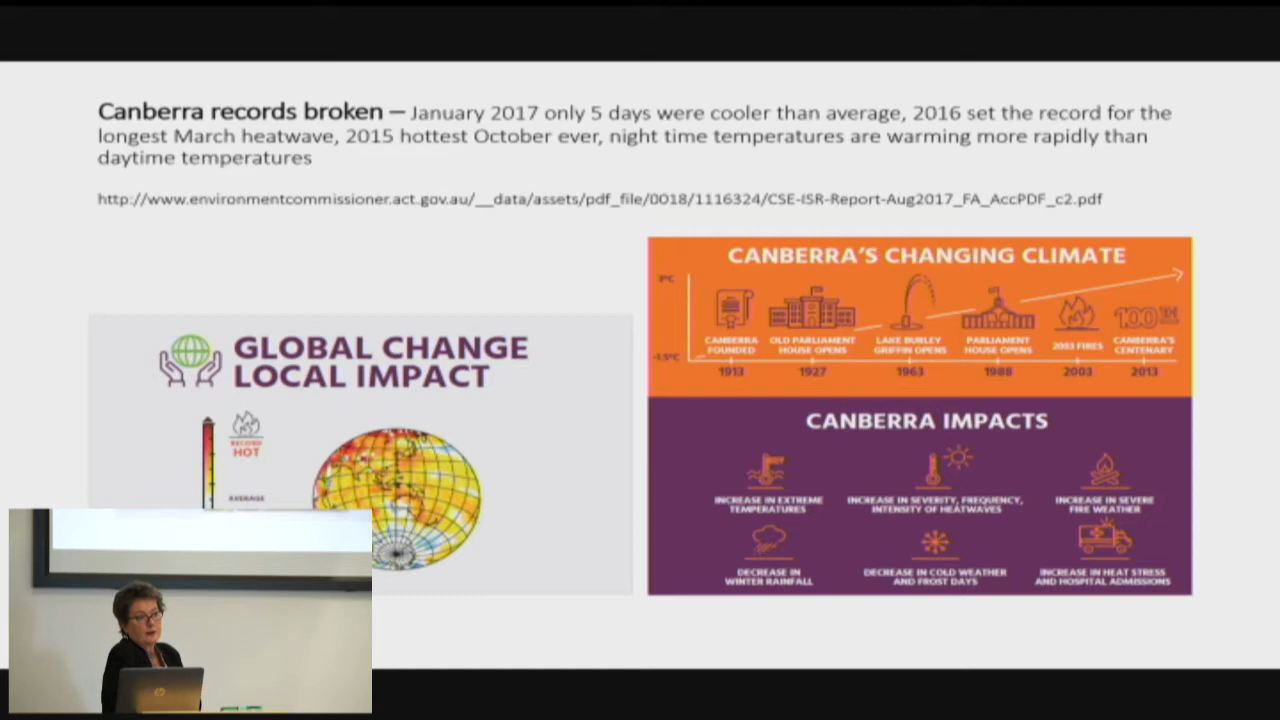 Canberra records broken – January 2017 only 5 days were cooler than average, 2016 set the record for the
longest March heatwave, 2015 hottest October ever, night time temperatures are warming more rapidly than
daytime temperatures
http://www.environmentcommissioner.act.gov.au/__data/assets/pdf_file/0018/1116324/CSE-ISR-Report-Aug2017_FA_AccPDF_c2.pdf
GLOBAL CHANGE
LOCAL IMPACT
RECORD
HOT
AVERAGE
CANBERRA'S CHANGING CLIMATE
-1.5°C
100TH
CANBERRA
FOUNDED
OLD PARLIAMENT
HOUSE OPENS
LAKE BURLEY
GRIFFIN OPENS
PARLIAMENT
HOUSE OPENS
2003 FIRES
CANBERRA'S
CENTENARY
1913
1927
1963
1988
2003
2013
CANBERRA IMPACTS
INCREASE IN EXTREME
TEMPERATURES
INCREASE IN SEVERITY, FREQUENCY,
INTENSITY OF HEATWAVES
INCREASE IN SEVERE
FIRE WEATHER
DECREASE IN
WINTER RAINFALL
DECREASE IN COLD WEATHER
AND FROST DAYS
INCREASE IN HEAT STRESS
AND HOSPITAL ADMISSIONS
hp